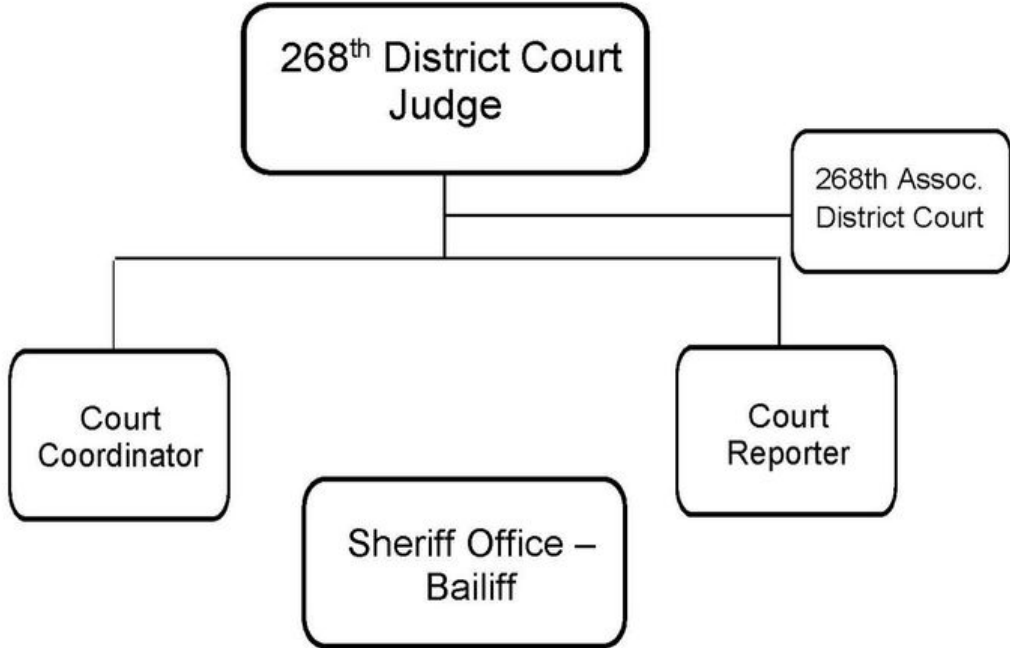 268th District Court
Judge
268th Assoc.
District Court
Court
Coordinator
Court
Reporter
Sheriff Office –
Bailiff